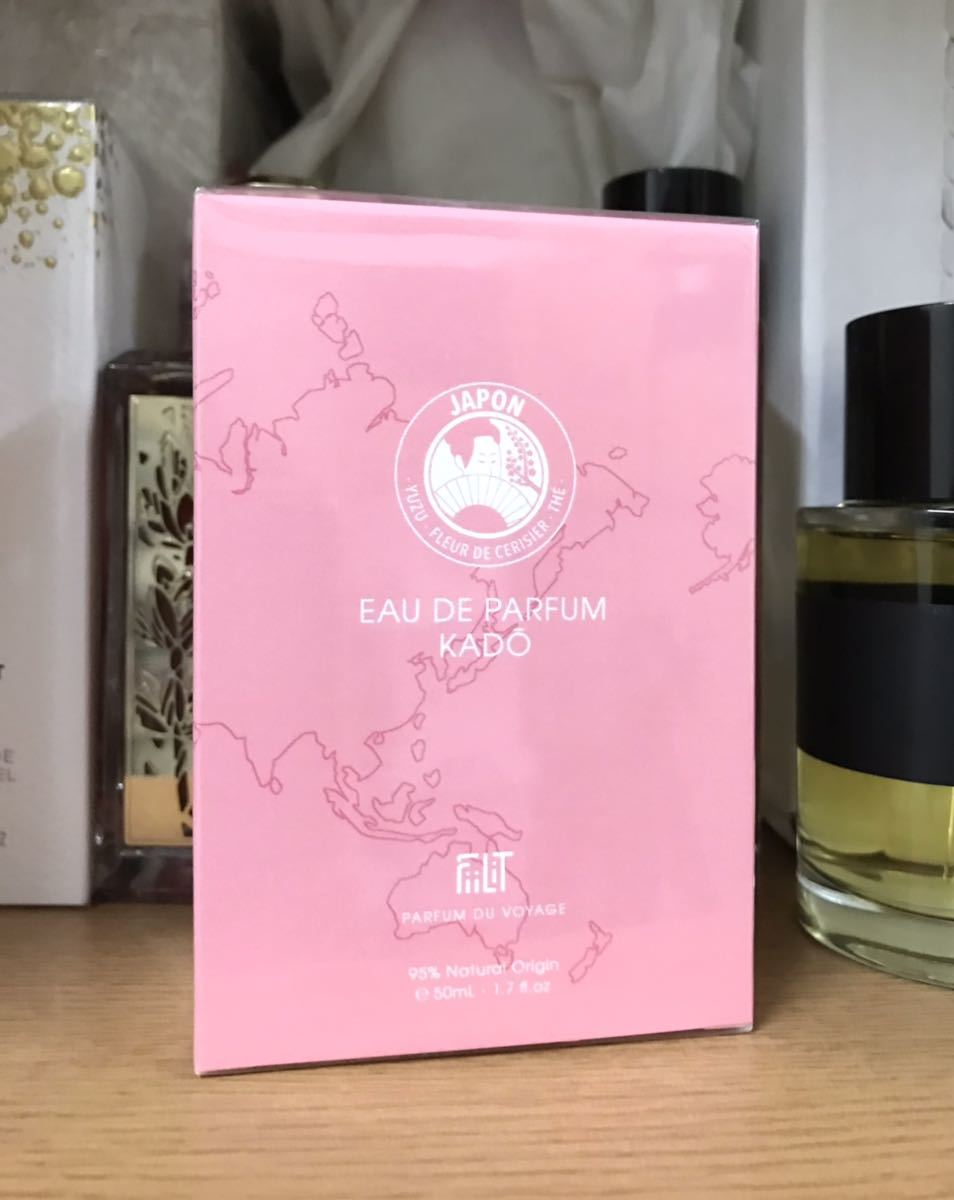 JAPON
· YUZU · FLEUR DE CERISIER · THÉ ·
EAU DE PARFUM
KADŌ
FiiLiT
PARFUM DU VOYAGE
95% Natural Origin
℮ 50mL · 1.7 fl.oz